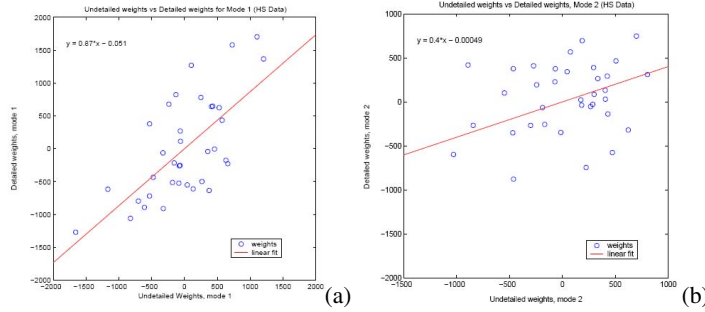 Undetailed weights vs Detailed weights for Mode 1 (HS Data)
2000
1500
1000
500
0
−500
−1000
−1500
−2000
Detailed weights, mode 1
y = 0.87*x − 0.051
weights
linear fit
−2000 −1500 −1000 −500 0 500 1000 1500 2000
Undetailed Weights, mode 1
(a)
Undetailed weights vs Detailed weights, Mode 2 (HS Data)
1000
500
0
−500
−1000
−1500
−2000
Detailed weights, mode 2
y = 0.4*x − 0.00049
weights
linear fit
−1500 −1000 −500 0 500 1000
Undetailed weights, mode 2
(b)